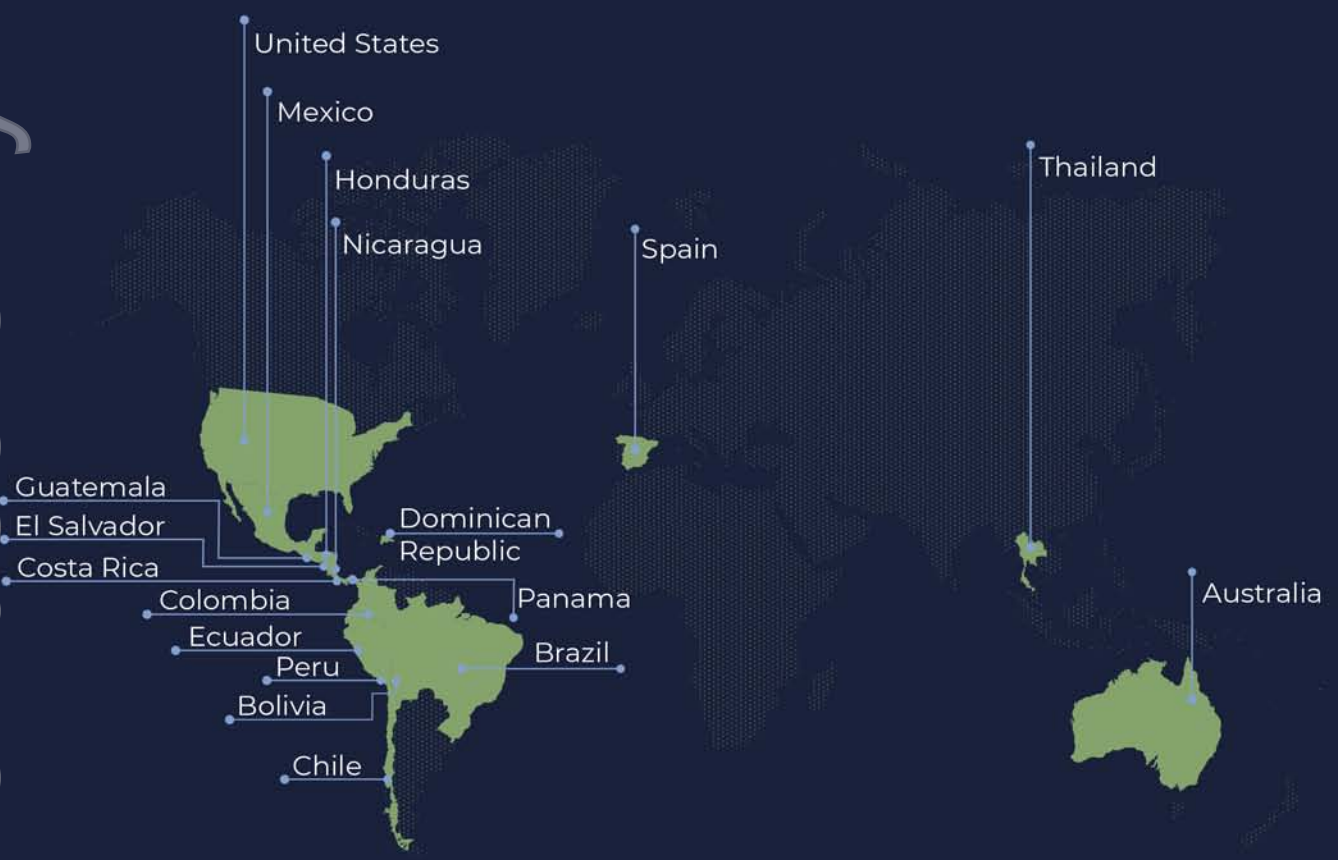 United States
Mexico
Honduras
Nicaragua
Spain
Thailand
Guatemala
El Salvador
Costa Rica
Dominican
Republic
Panama
Colombia
Ecuador
Peru
Bolivia
Brazil
Chile
Australia